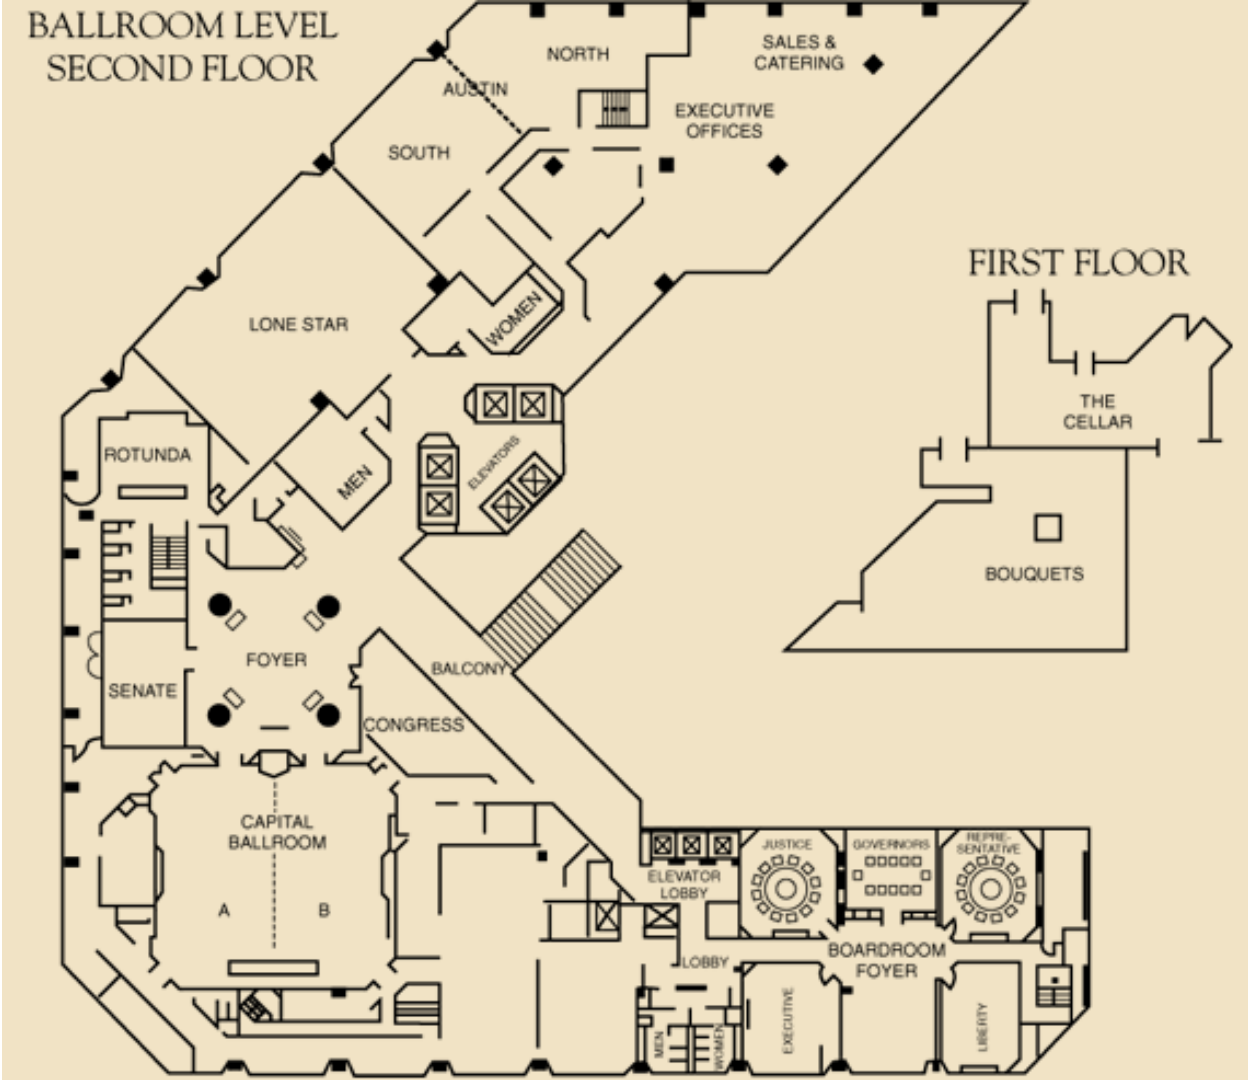 BALLROOM LEVEL
SECOND FLOOR
NORTH
SALES &
CATERING
AUSTIN
EXECUTIVE
OFFICES
SOUTH
FIRST FLOOR
LONE STAR
WOMEN
THE
CELLAR
ROTUNDA
MEN
ELEVATORS
BOUQUETS
FOYER
BALCONY
SENATE
CONGRESS
CAPITAL
BALLROOM
A
B
JUSTICE
GOVERNORS
REPRE-
SENTATIVE
ELEVATOR
LOBBY
BOARDROOM
FOYER
LOBBY
EXECUTIVE
LIBERTY
MEN
WOMEN